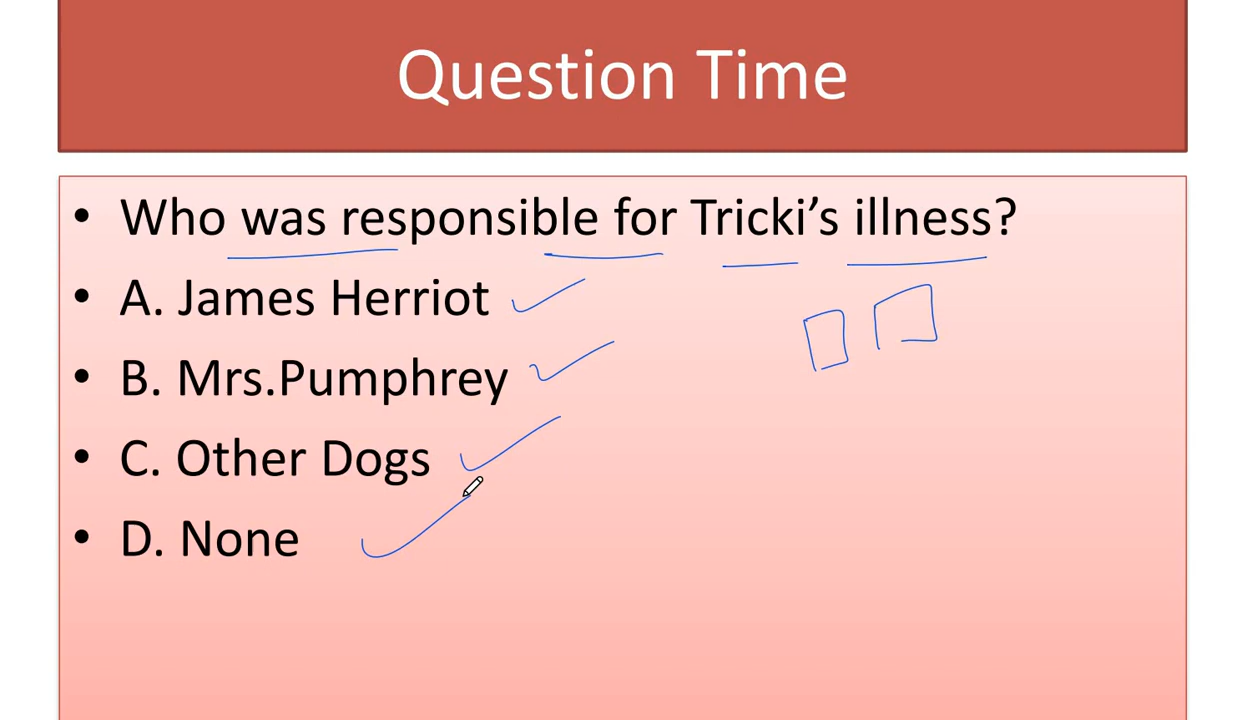 Question Time
• Who was responsible for Tricki’s illness?
• A. James Herriot
• B. Mrs.Pumphrey
• C. Other Dogs
• D. None